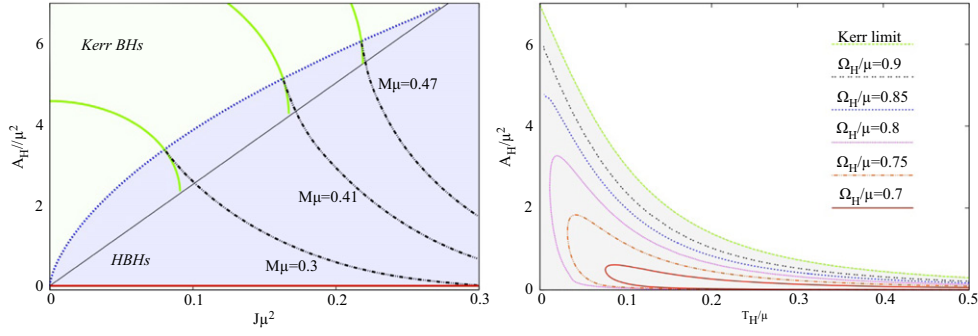 6
4
2
0
A_H//μ²
Kerr BHs
HBHs
Mμ=0.47
Mμ=0.41
Mμ=0.3
0
0.1
0.2
0.3
Jμ²
6
4
2
0
A_H/μ²
Kerr limit
Ω_H/μ=0.9
Ω_H/μ=0.85
Ω_H/μ=0.8
Ω_H/μ=0.75
Ω_H/μ=0.7
0
0.1
0.2
0.3
0.4
0.5
T_H/μ